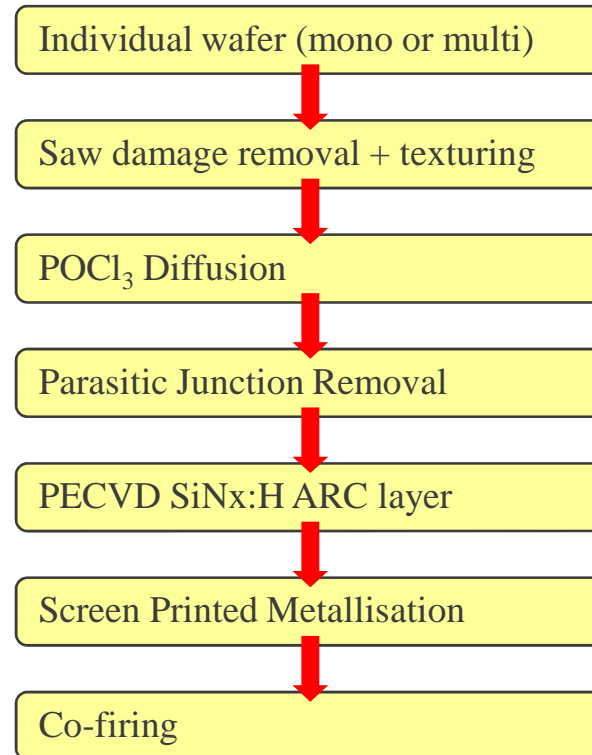 Individual wafer (mono or multi)
Saw damage removal + texturing
POCl₃ Diffusion
Parasitic Junction Removal
PECVD SiNx:H ARC layer
Screen Printed Metallisation
Co-firing